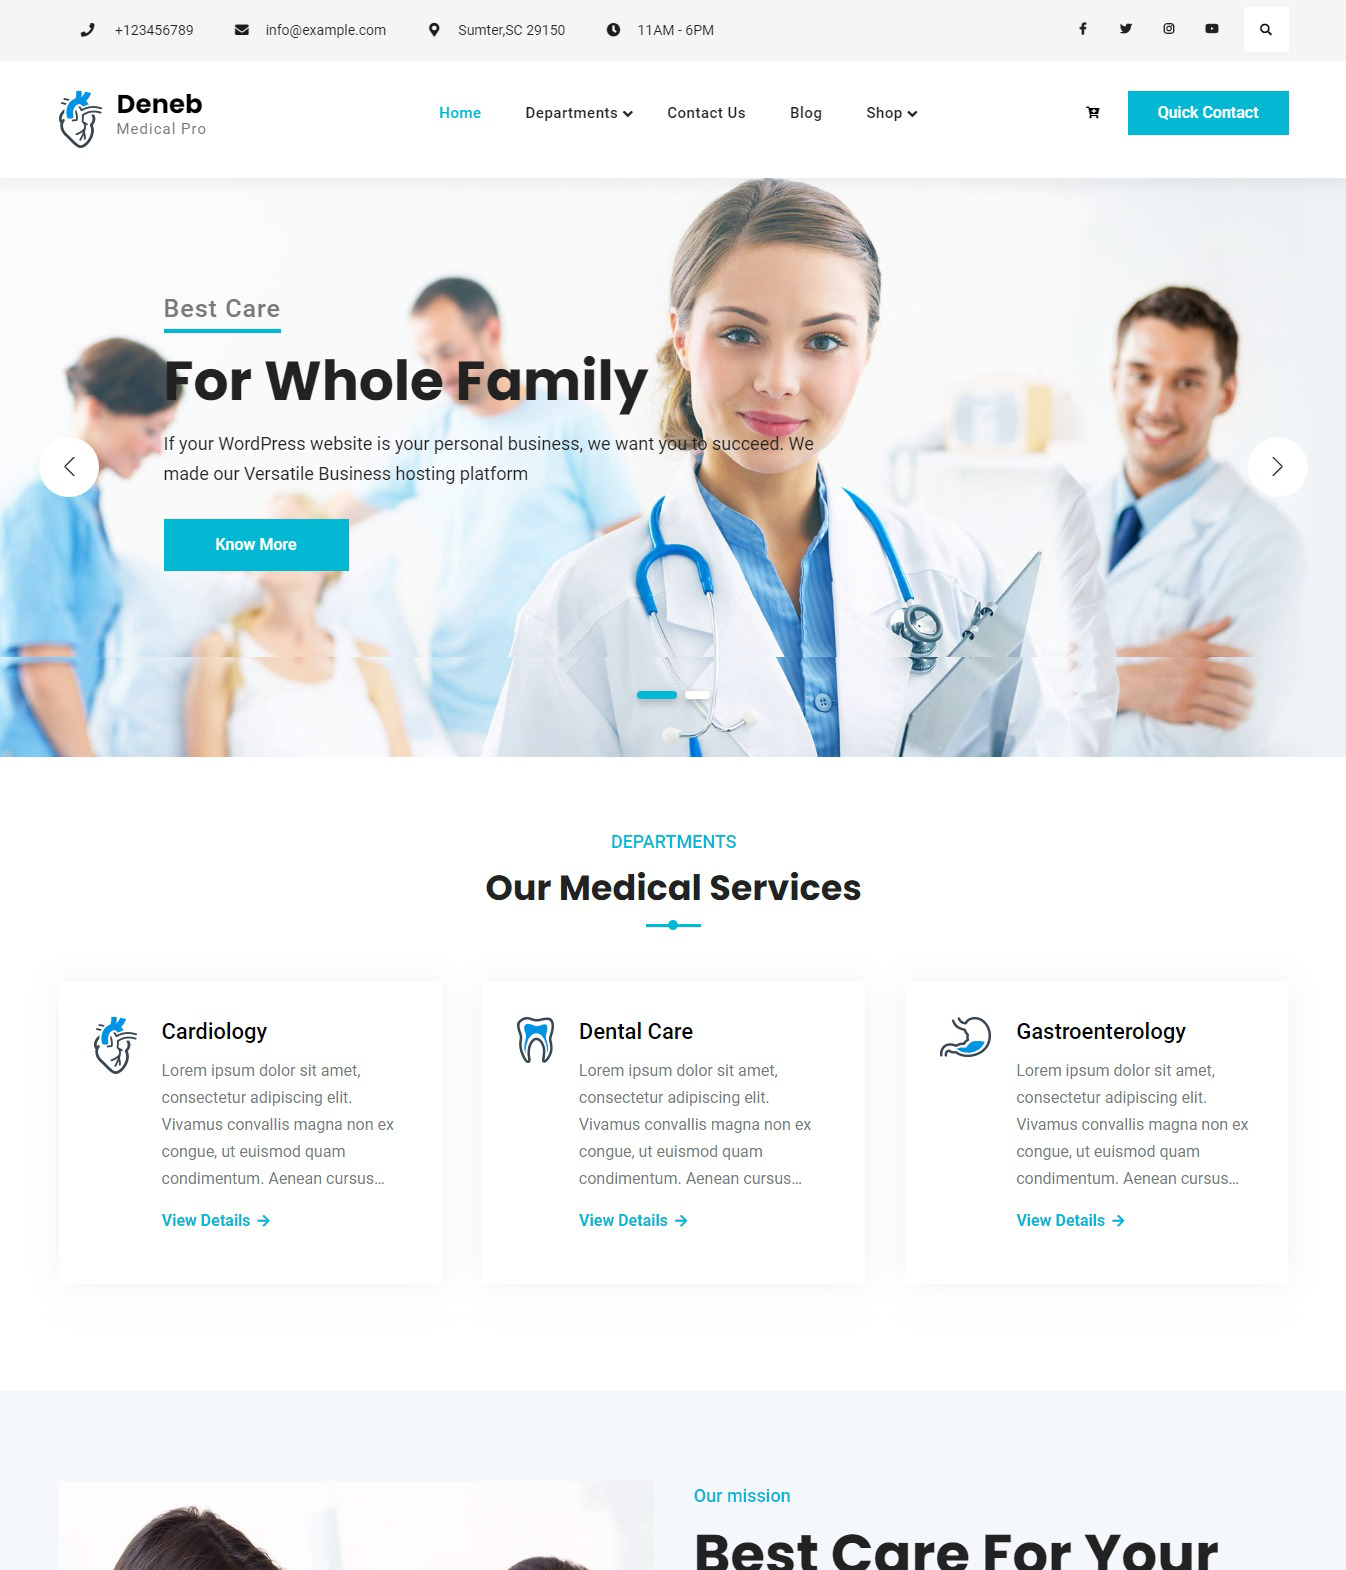 +123456789
info@example.com
Sumter,SC 29150
11AM - 6PM
Deneb
Medical Pro
Home
Departments
Contact Us
Blog
Shop
Quick Contact
Best Care
For Whole Family
If your WordPress website is your personal business, we want you to succeed. We
made our Versatile Business hosting platform
Know More
DEPARTMENTS
Our Medical Services
Cardiology
Lorem ipsum dolor sit amet,
consectetur adipiscing elit.
Vivamus convallis magna non ex
congue, ut euismod quam
condimentum. Aenean cursus...
View Details
Dental Care
Lorem ipsum dolor sit amet,
consectetur adipiscing elit.
Vivamus convallis magna non ex
congue, ut euismod quam
condimentum. Aenean cursus...
View Details
Gastroenterology
Lorem ipsum dolor sit amet,
consectetur adipiscing elit.
Vivamus convallis magna non ex
congue, ut euismod quam
condimentum. Aenean cursus...
View Details
Our mission
Best Care For Your